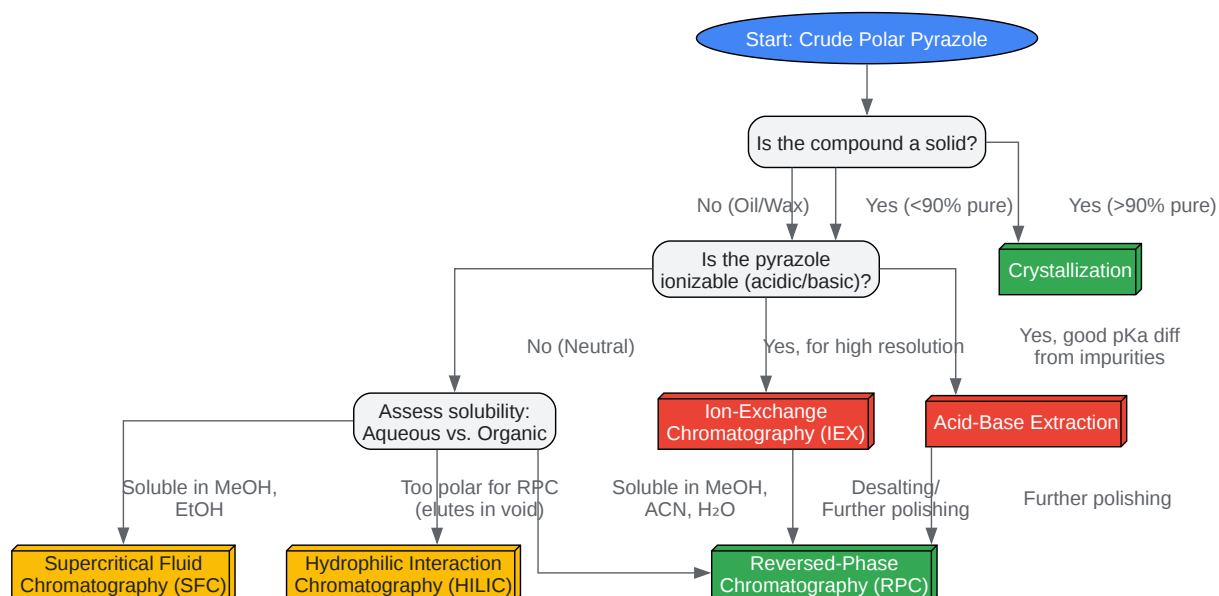 Start: Crude Polar Pyrazole
Is the compound a solid?
No (Oil/Wax)
Yes (<90% pure)
Yes (>90% pure)
Is the pyrazole
ionizable (acidic/basic)?
Crystallization
No (Neutral)
Yes, for high resolution
Yes, good pKa diff
from impurities
Assess solubility:
Aqueous vs. Organic
Ion-Exchange
Chromatography (IEX)
Acid-Base Extraction
Soluble in MeOH,
EtOH
Too polar for RPC
(elutes in void)
Soluble in MeOH,
ACN, H₂O
Desalting/
Further polishing
Further polishing
Supercritical Fluid
Chromatography (SFC)
Hydrophilic Interaction
Chromatography (HILIC)
Reversed-Phase
Chromatography (RPC)